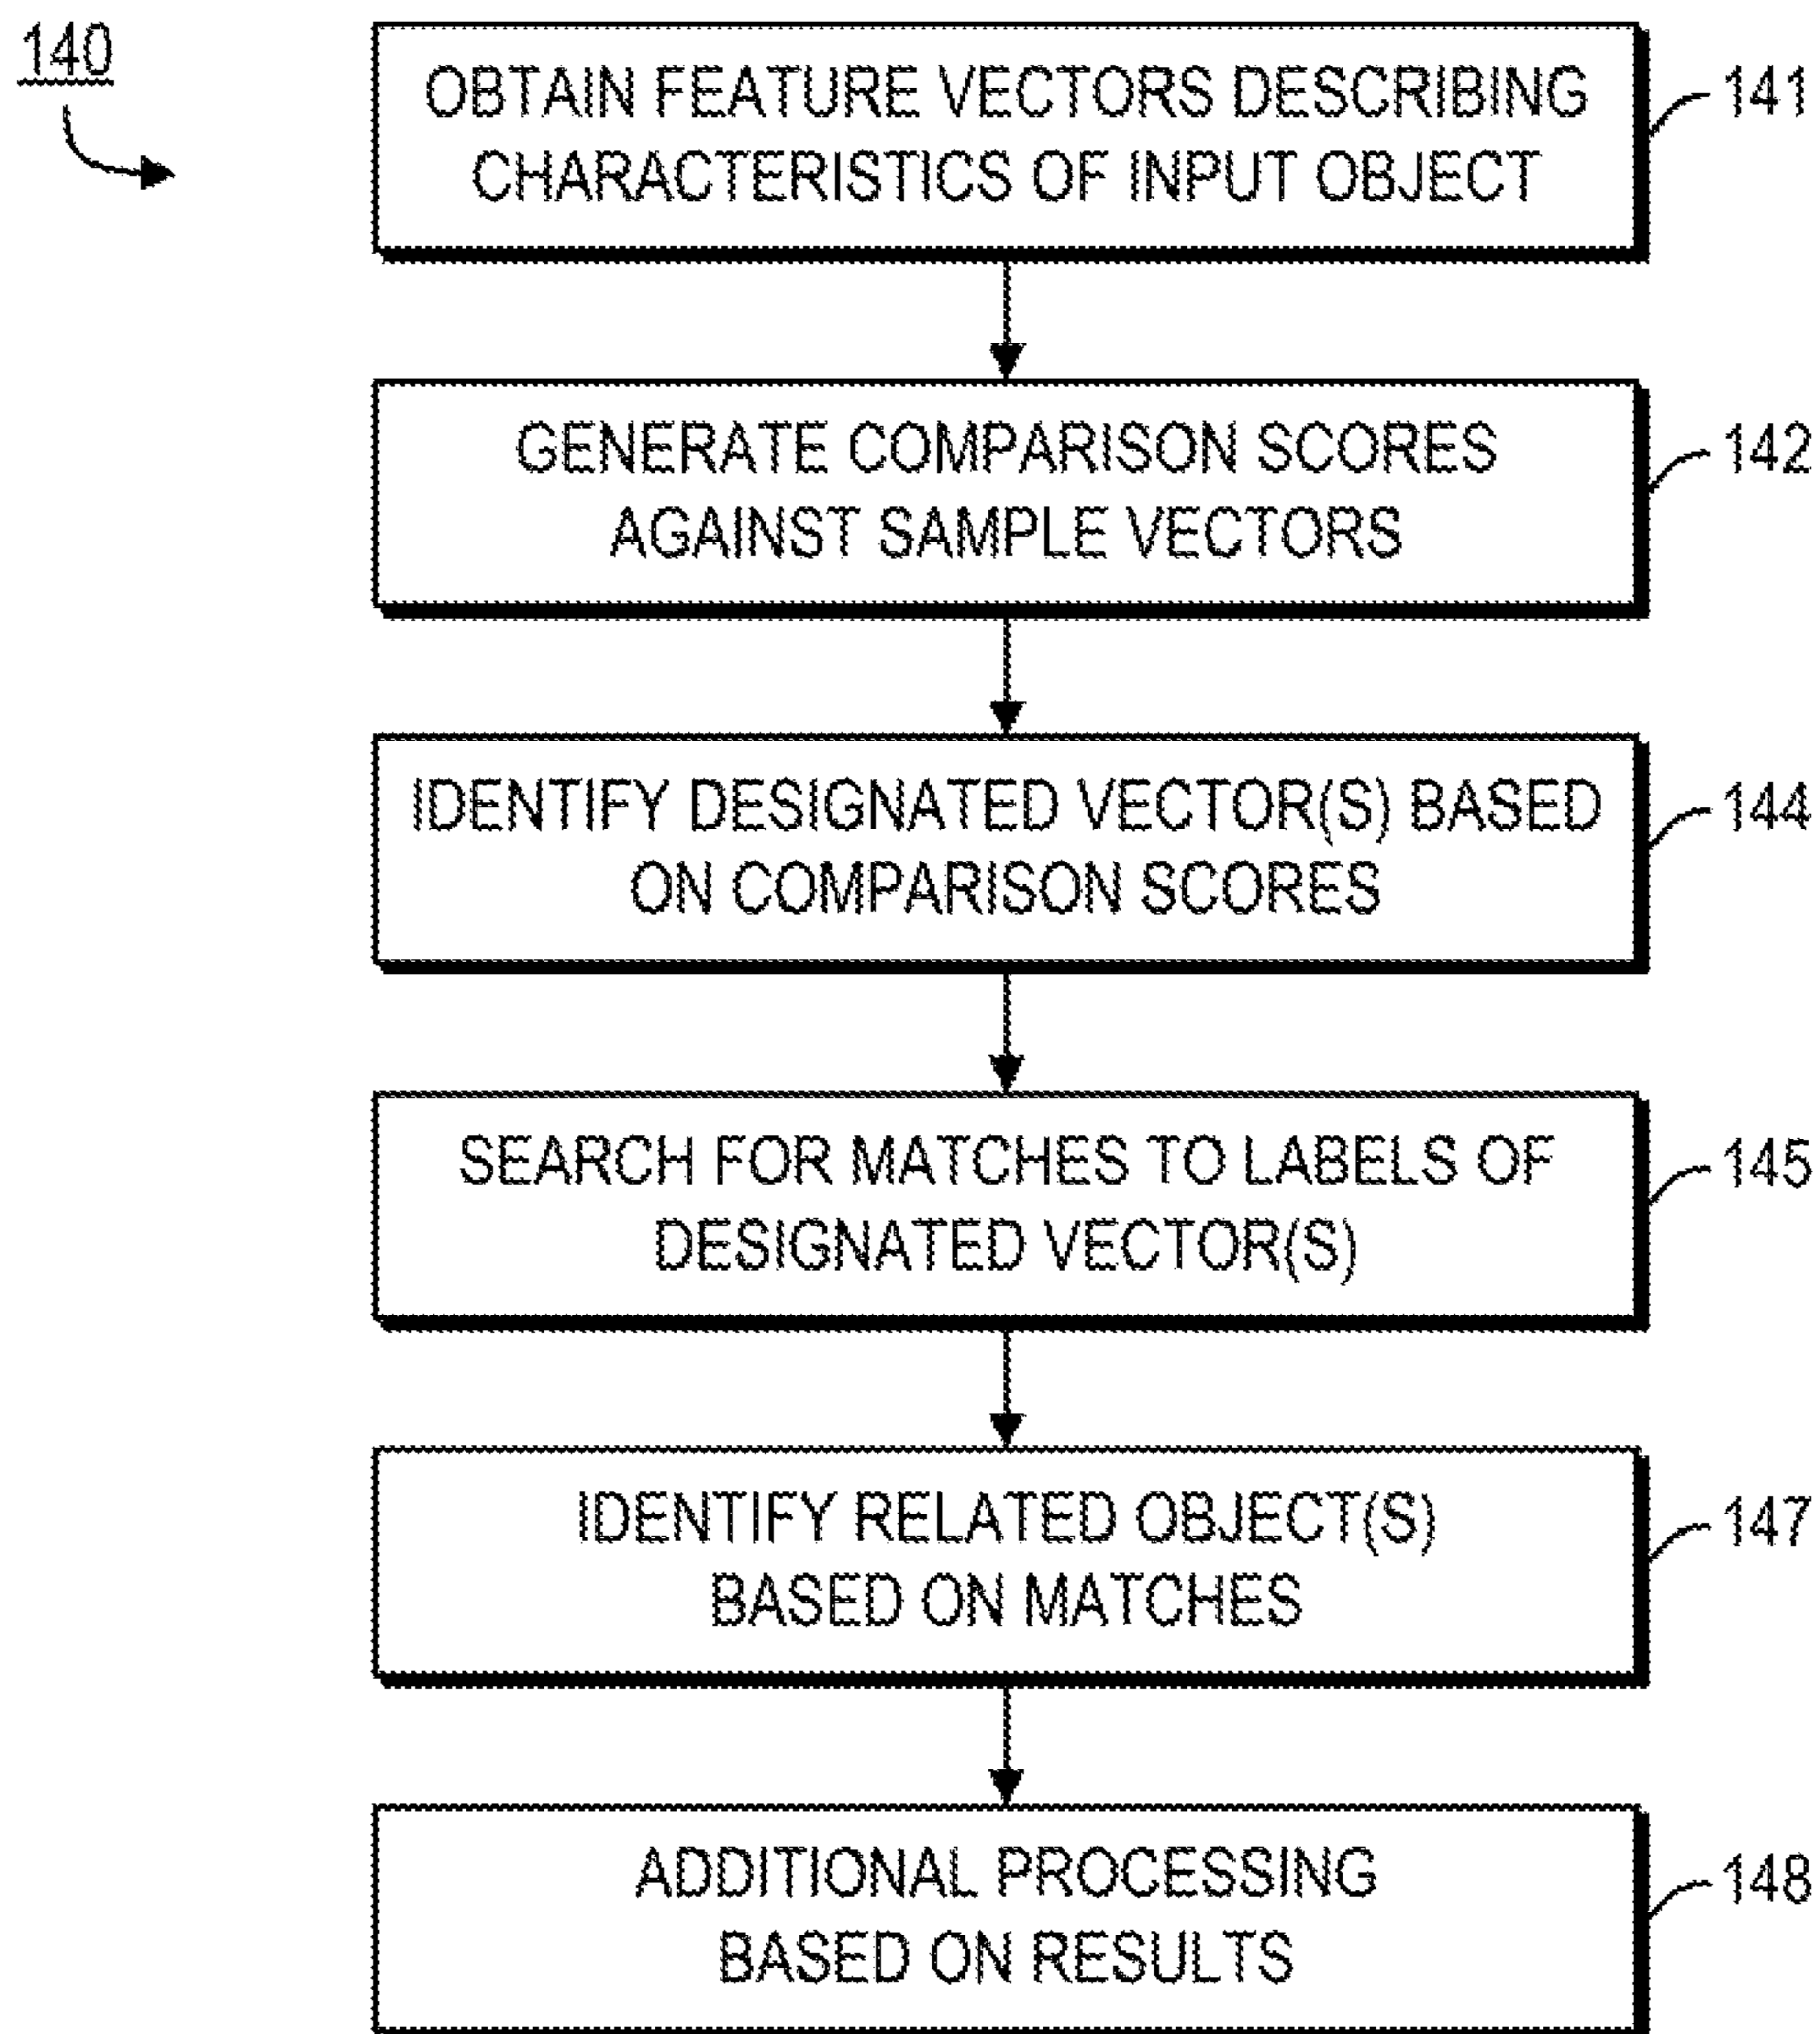 140
OBTAIN FEATURE VECTORS DESCRIBING
CHARACTERISTICS OF INPUT OBJECT
141
GENERATE COMPARISON SCORES
AGAINST SAMPLE VECTORS
142
IDENTIFY DESIGNATED VECTOR(S) BASED
ON COMPARISON SCORES
144
SEARCH FOR MATCHES TO LABELS OF
DESIGNATED VECTOR(S)
145
IDENTIFY RELATED OBJECT(S)
BASED ON MATCHES
147
ADDITIONAL PROCESSING
BASED ON RESULTS
148